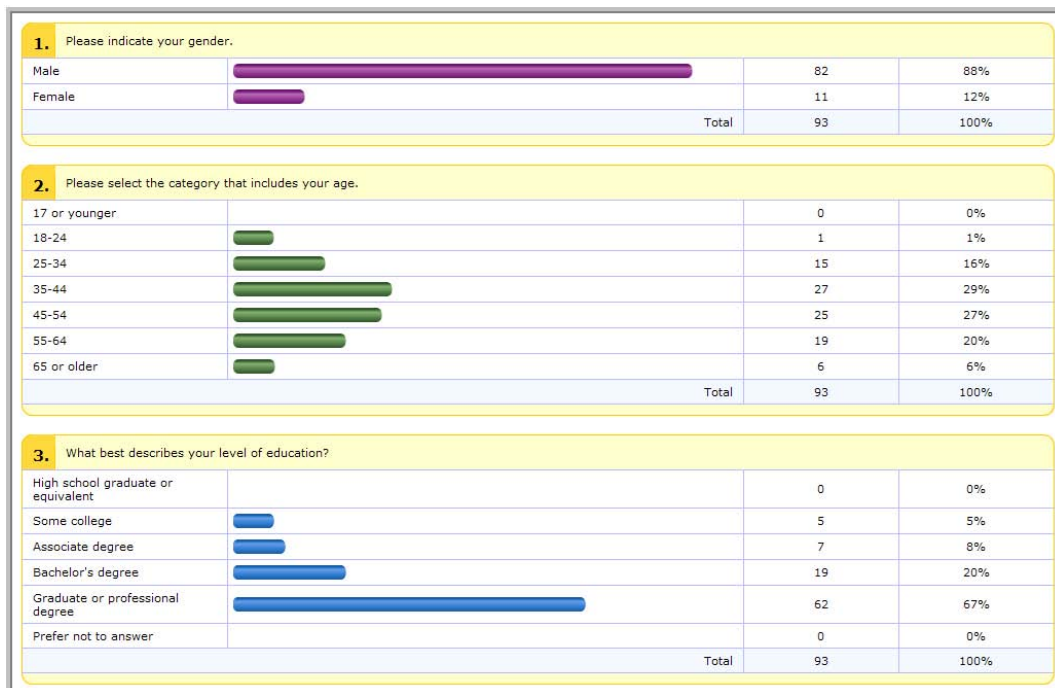 1. Please indicate your gender.
Male 82 88%
Female 11 12%
Total 93 100%
2. Please select the category that includes your age.
17 or younger 0 0%
18-24 1 1%
25-34 15 16%
35-44 27 29%
45-54 25 27%
55-64 19 20%
65 or older 6 6%
Total 93 100%
3. What best describes your level of education?
High school graduate or
equivalent 0 0%
Some college 5 5%
Associate degree 7 8%
Bachelor's degree 19 20%
Graduate or professional
degree 62 67%
Prefer not to answer 0 0%
Total 93 100%